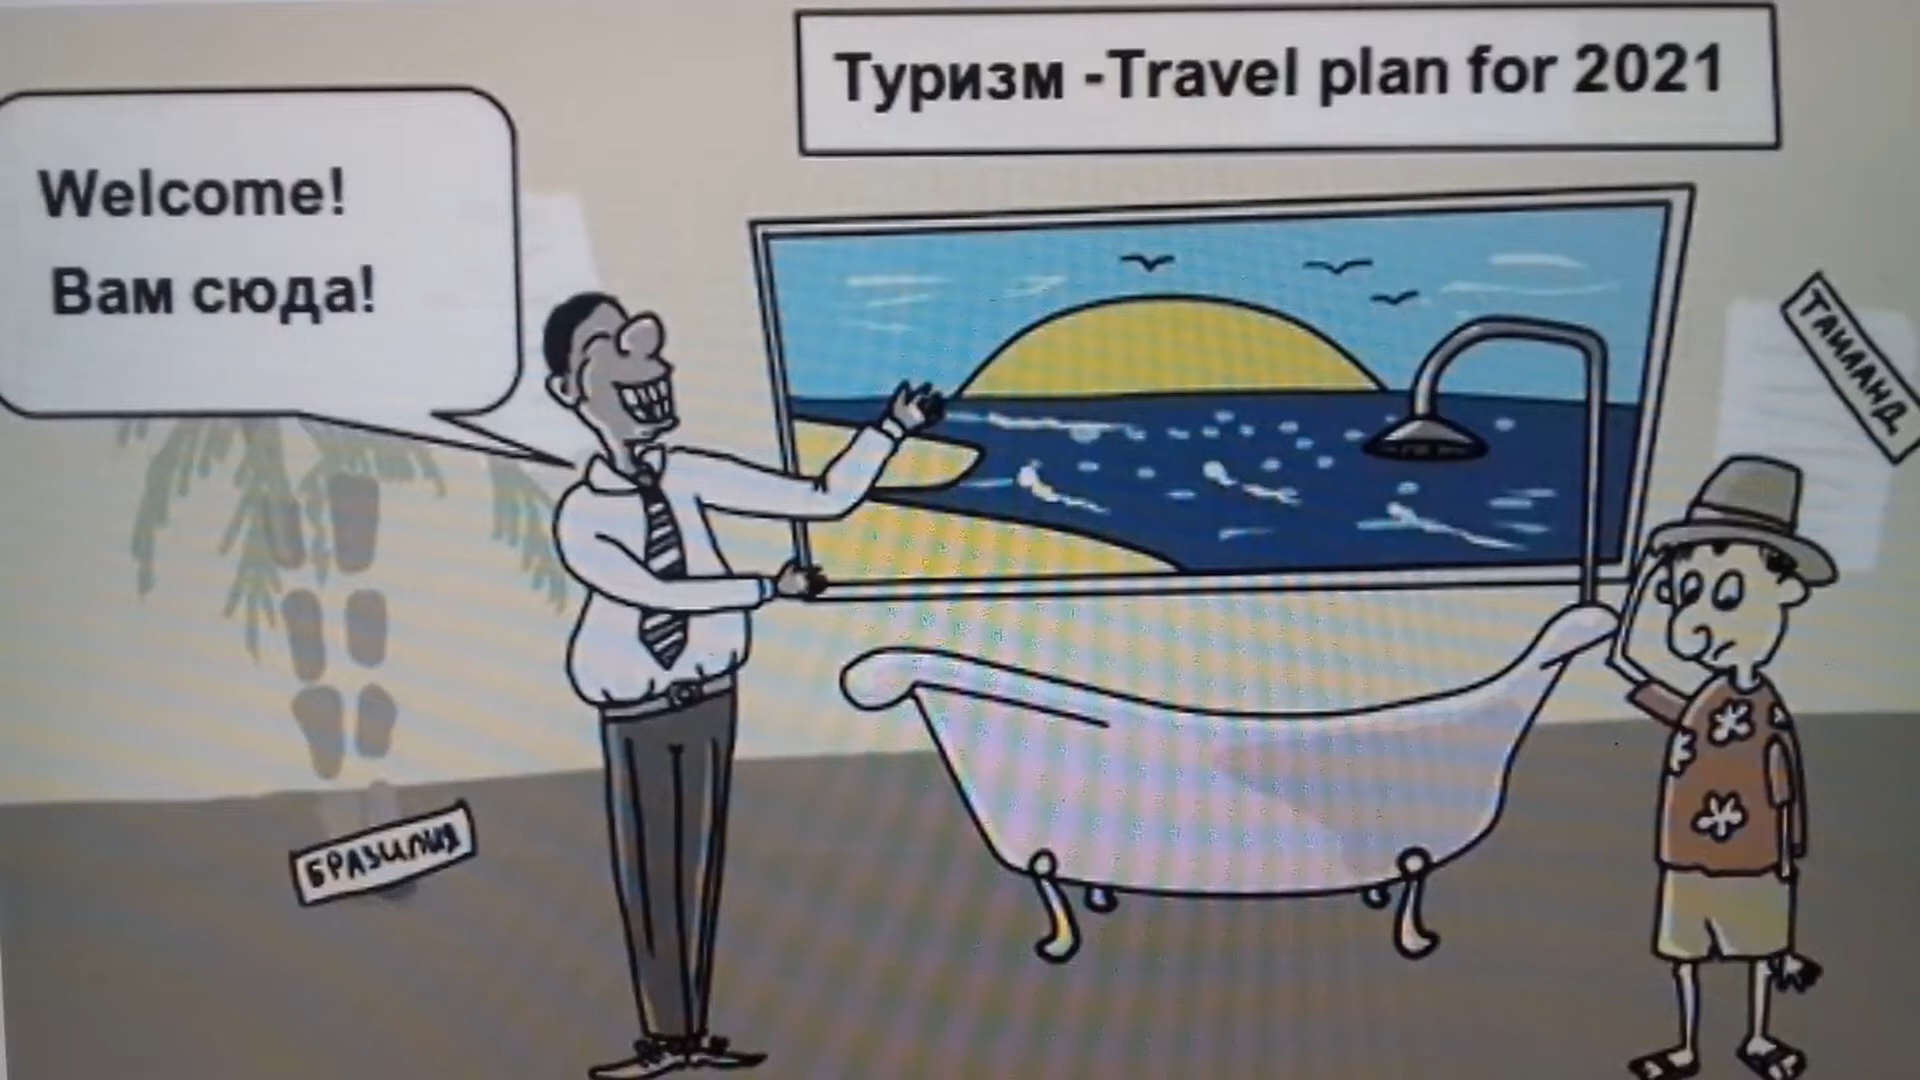 Туризм -Travel plan for 2021
Welcome!
Вам сюда!
ТАИЛАНД
БРАЗИЛИЯ